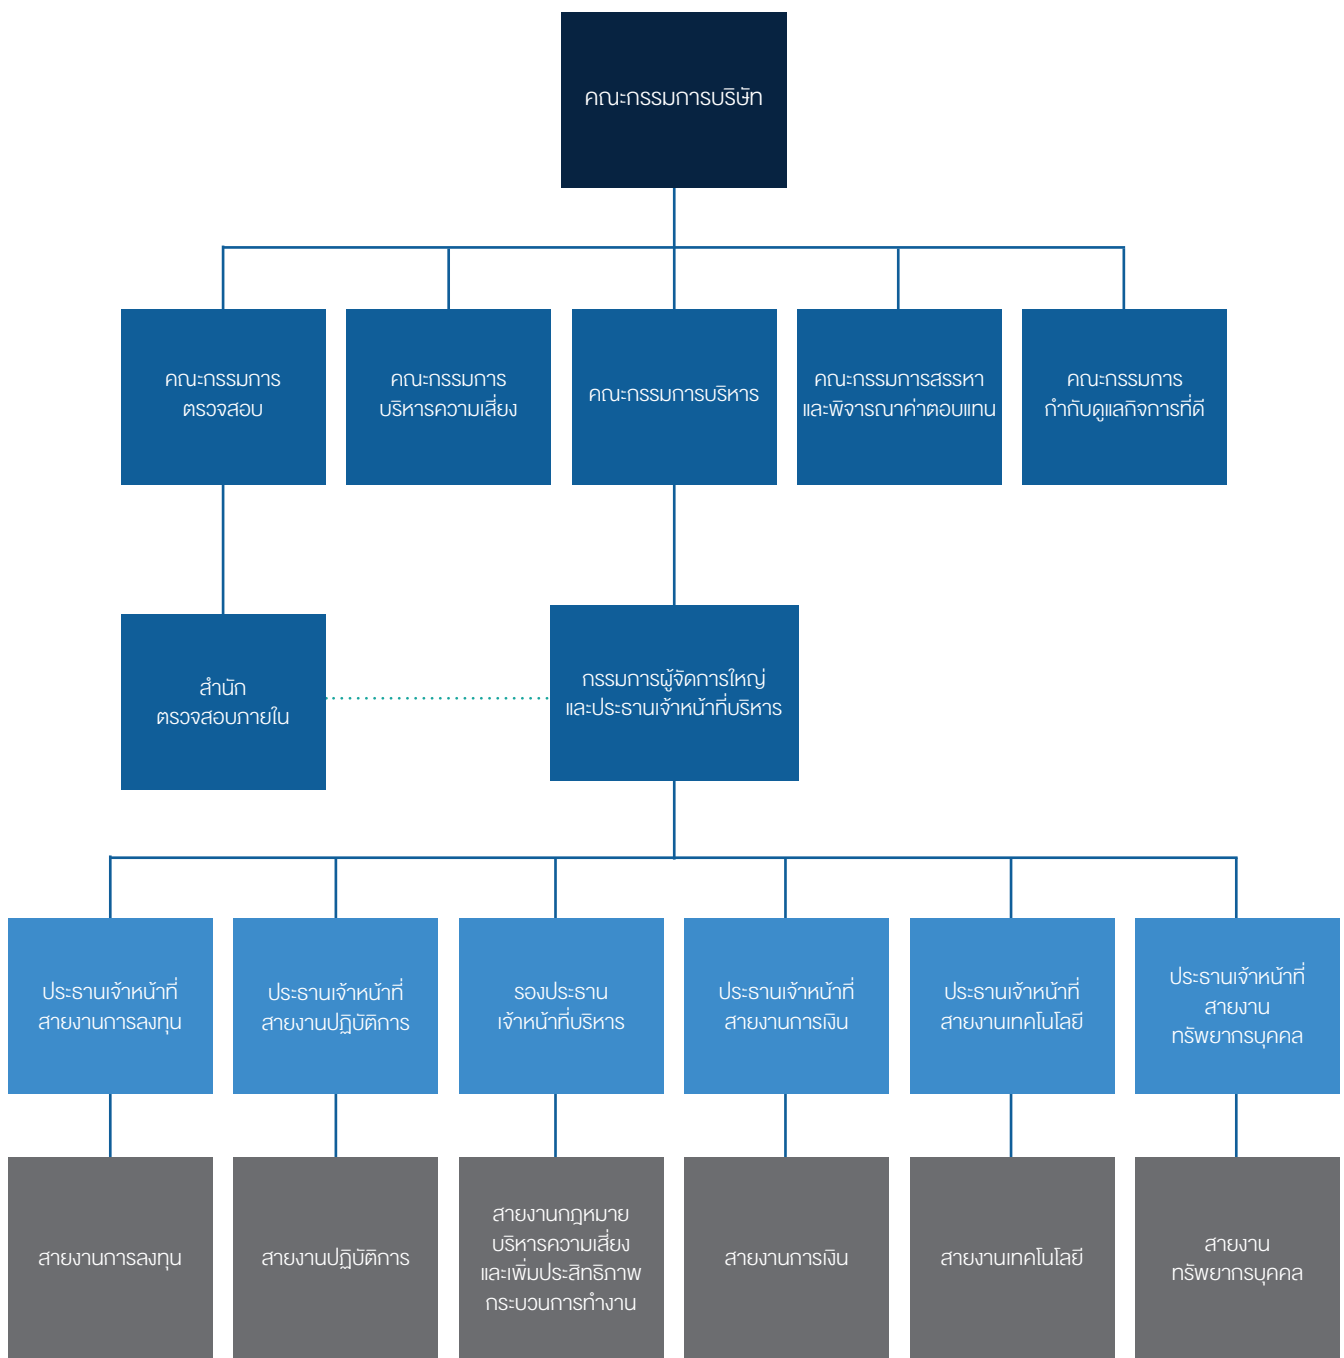 คณะกรรมการบริษัท
คณะกรรมการ
ตรวจสอบ
คณะกรรมการ
บริหารความเสี่ยง
คณะกรรมการบริหาร
คณะกรรมการสรรหา
และพิจารณาค่าตอบแทน
คณะกรรมการ
กำกับดูแลกิจการที่ดี
สำนัก
ตรวจสอบภายใน
กรรมการผู้จัดการใหญ่
และประธานเจ้าหน้าที่บริหาร
ประธานเจ้าหน้าที่
สายงานการลงทุน
ประธานเจ้าหน้าที่
สายงานปฏิบัติการ
รองประธาน
เจ้าหน้าที่บริหาร
ประธานเจ้าหน้าที่
สายงานการเงิน
ประธานเจ้าหน้าที่
สายงานเทคโนโลยี
ประธานเจ้าหน้าที่
สายงาน
ทรัพยากรบุคคล
สายงานการลงทุน
สายงานปฏิบัติการ
สายงานกฎหมาย
บริหารความเสี่ยง
และเพิ่มประสิทธิภาพ
กระบวนการทำงาน
สายงานการเงิน
สายงานเทคโนโลยี
สายงาน
ทรัพยากรบุคคล